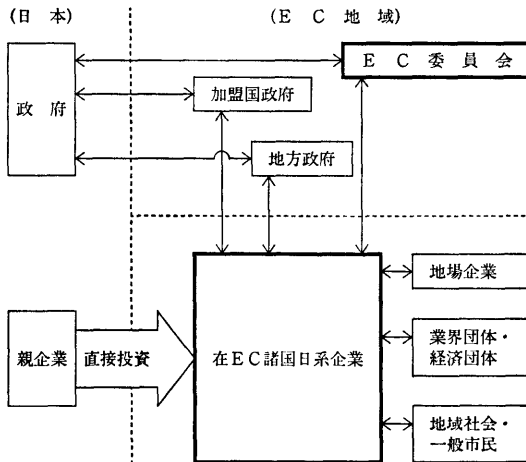 (日 本)
(E C 地 域)
E C 委 員 会
加盟国政府
政 府
地方政府
地場企業
親企業
直接投資
在EC諸国日系企業
業界団体・
経済団体
地域社会・
一般市民